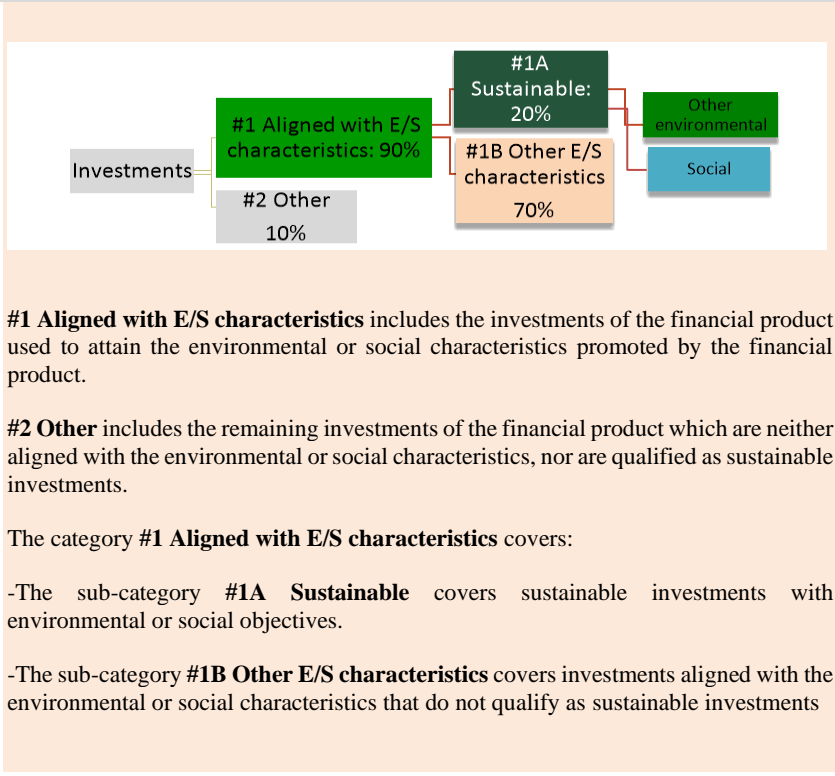 #1A
Sustainable:
20%
Other
environmental
#1 Aligned with E/S
characteristics: 90%
#1B Other E/S
characteristics
70%
Social
Investments
#2 Other
10%
#1 Aligned with E/S characteristics includes the investments of the financial product
used to attain the environmental or social characteristics promoted by the financial
product.
#2 Other includes the remaining investments of the financial product which are neither
aligned with the environmental or social characteristics, nor are qualified as sustainable
investments.
The category #1 Aligned with E/S characteristics covers:
-The sub-category #1A Sustainable covers sustainable investments with
environmental or social objectives.
-The sub-category #1B Other E/S characteristics covers investments aligned with the
environmental or social characteristics that do not qualify as sustainable investments